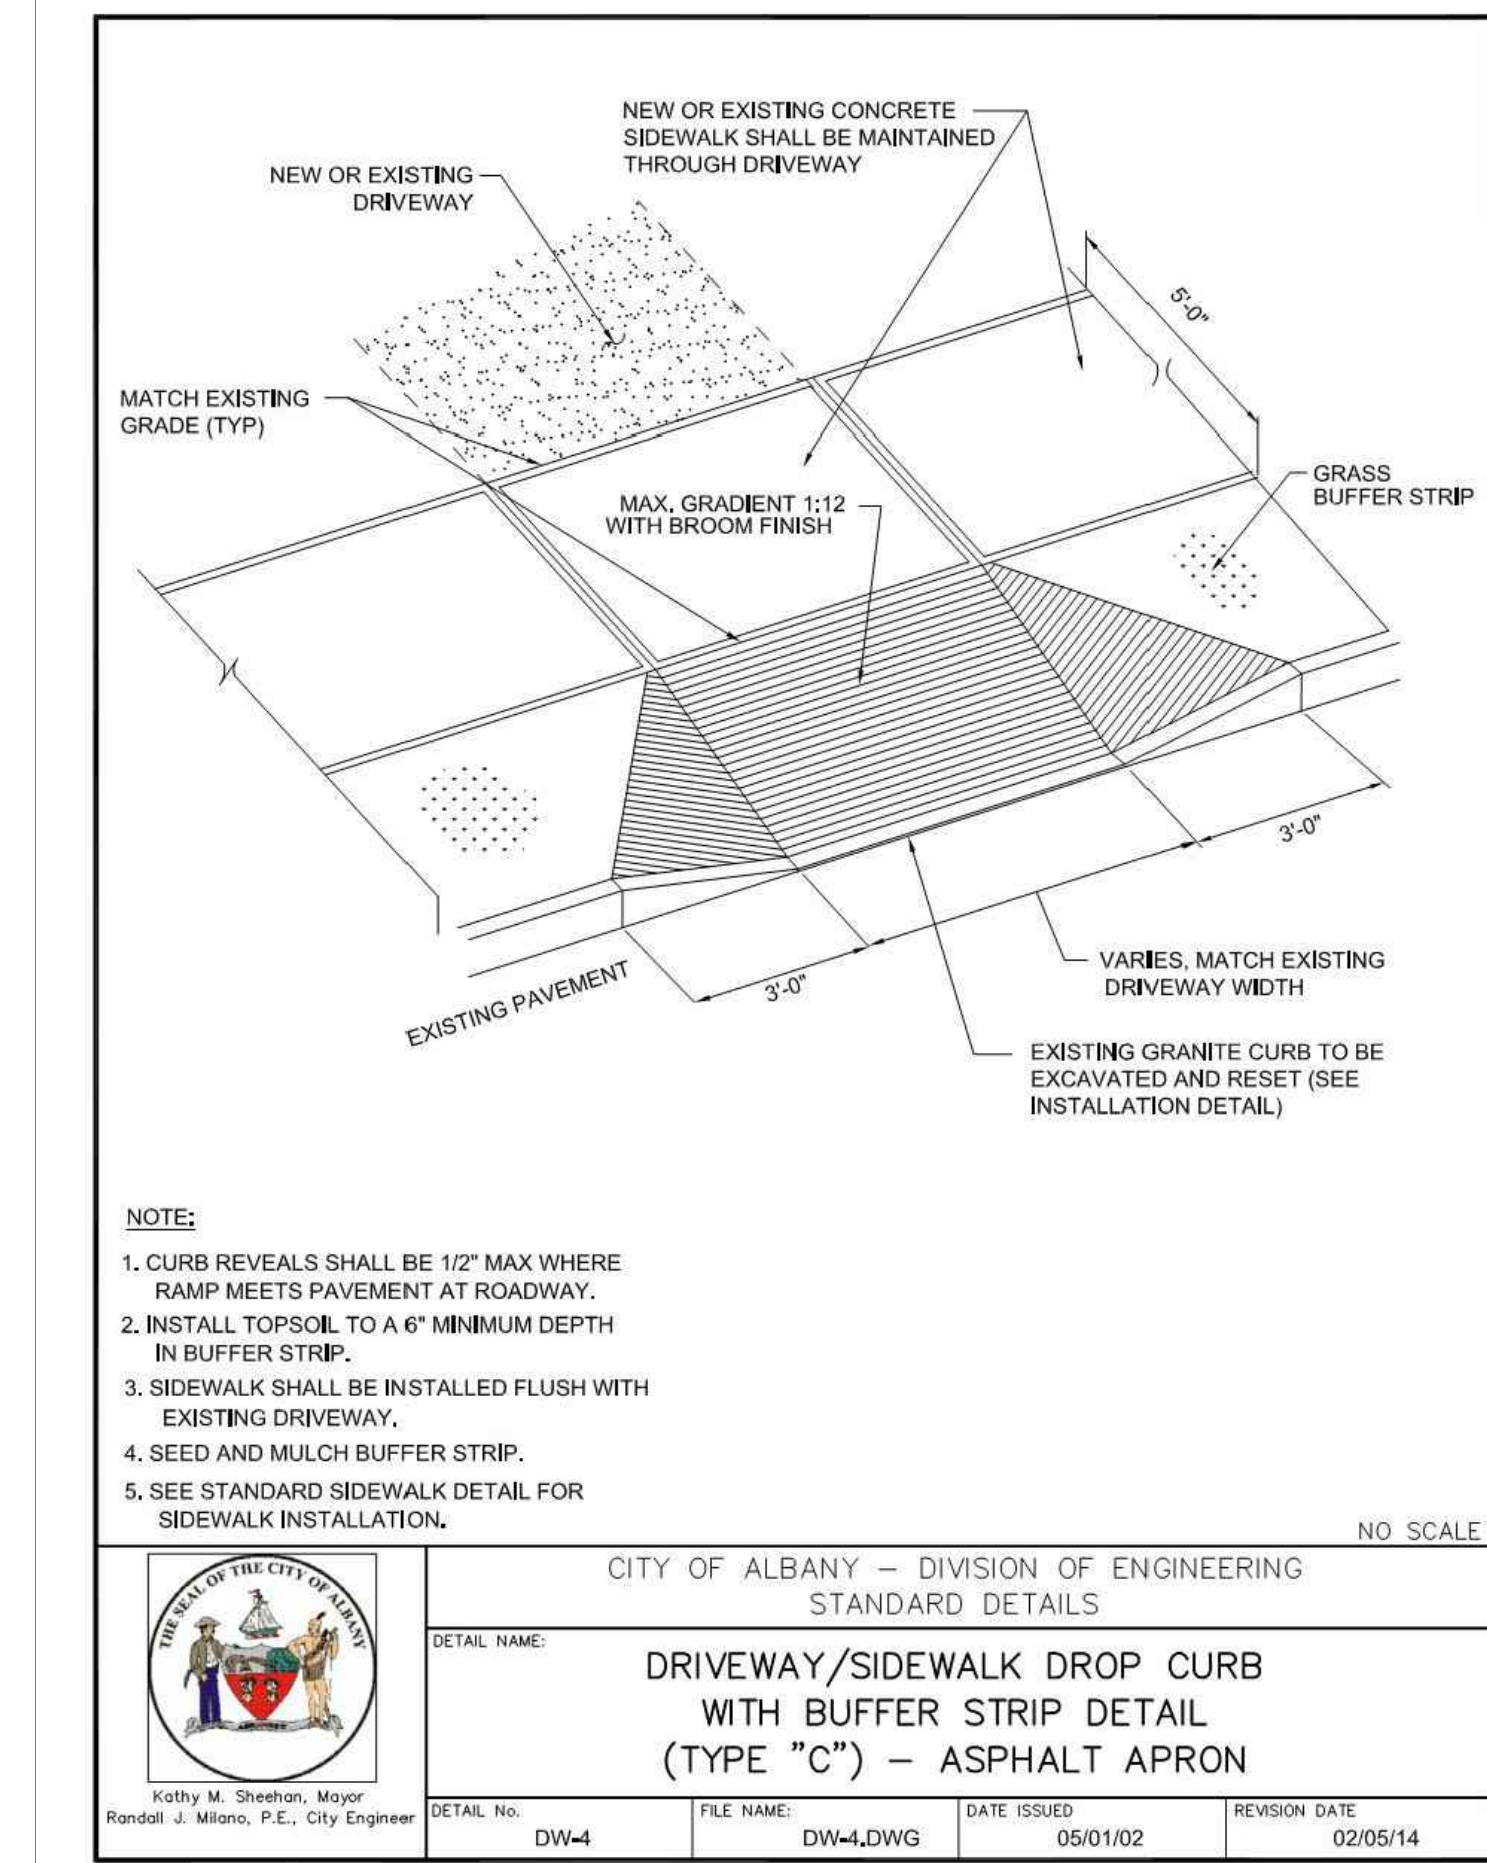 NEW OR EXISTING CONCRETE
SIDEWALK SHALL BE MAINTAINED
THROUGH DRIVEWAY
NEW OR EXISTING
DRIVEWAY
5'-0"
MATCH EXISTING
GRADE (TYP)
GRASS
BUFFER STRIP
MAX. GRADIENT 1:12
WITH BROOM FINISH
3'-0"
VARIES, MATCH EXISTING
DRIVEWAY WIDTH
3'-0"
EXISTING PAVEMENT
EXISTING GRANITE CURB TO BE
EXCAVATED AND RESET (SEE
INSTALLATION DETAIL)
NOTE:
1. CURB REVEALS SHALL BE 1/2" MAX WHERE
RAMP MEETS PAVEMENT AT ROADWAY.
2. INSTALL TOPSOIL TO A 6" MINIMUM DEPTH
IN BUFFER STRIP.
3. SIDEWALK SHALL BE INSTALLED FLUSH WITH
EXISTING DRIVEWAY.
4. SEED AND MULCH BUFFER STRIP.
5. SEE STANDARD SIDEWALK DETAIL FOR
SIDEWALK INSTALLATION.
NO SCALE
THE SEAL OF THE CITY OF ALBANY
Kathy M. Sheehan, Mayor
Randall J. Milano, P.E., City Engineer
CITY OF ALBANY – DIVISION OF ENGINEERING
STANDARD DETAILS
DETAIL NAME:
DRIVEWAY/SIDEWALK DROP CURB
WITH BUFFER STRIP DETAIL
(TYPE "C") – ASPHALT APRON
DETAIL No.
DW-4
FILE NAME:
DW-4.DWG
DATE ISSUED
05/01/02
REVISION DATE
02/05/14